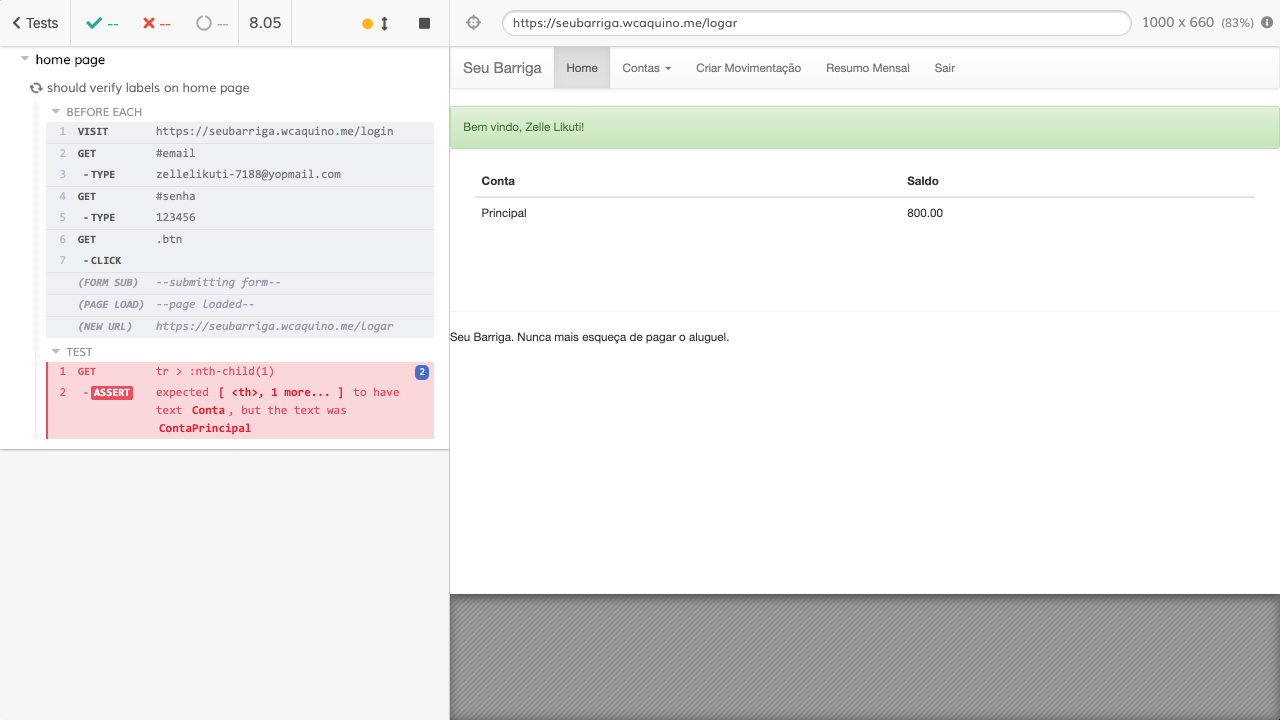 Tests
--
--
--
8.05
https://seubarriga.wcaquino.me/logar
1000 x 660 (83%)
home page
should verify labels on home page
BEFORE EACH
1 VISIT https://seubarriga.wcaquino.me/login
2 GET #email
3 -TYPE zellelikuti-7188@yopmail.com
4 GET #senha
5 -TYPE 123456
6 GET .btn
7 -CLICK
(FORM SUB) --submitting form--
(PAGE LOAD) --page loaded--
(NEW URL) https://seubarriga.wcaquino.me/logar
TEST
1 GET tr > :nth-child(1) 2
2 -ASSERT expected [ <th>, 1 more... ] to have
text Conta, but the text was
ContaPrincipal
Seu Barriga Home Contas Criar Movimentação Resumo Mensal Sair
Bem vindo, Zelle Likuti!
Conta Saldo
Principal 800.00
Seu Barriga. Nunca mais esqueça de pagar o aluguel.